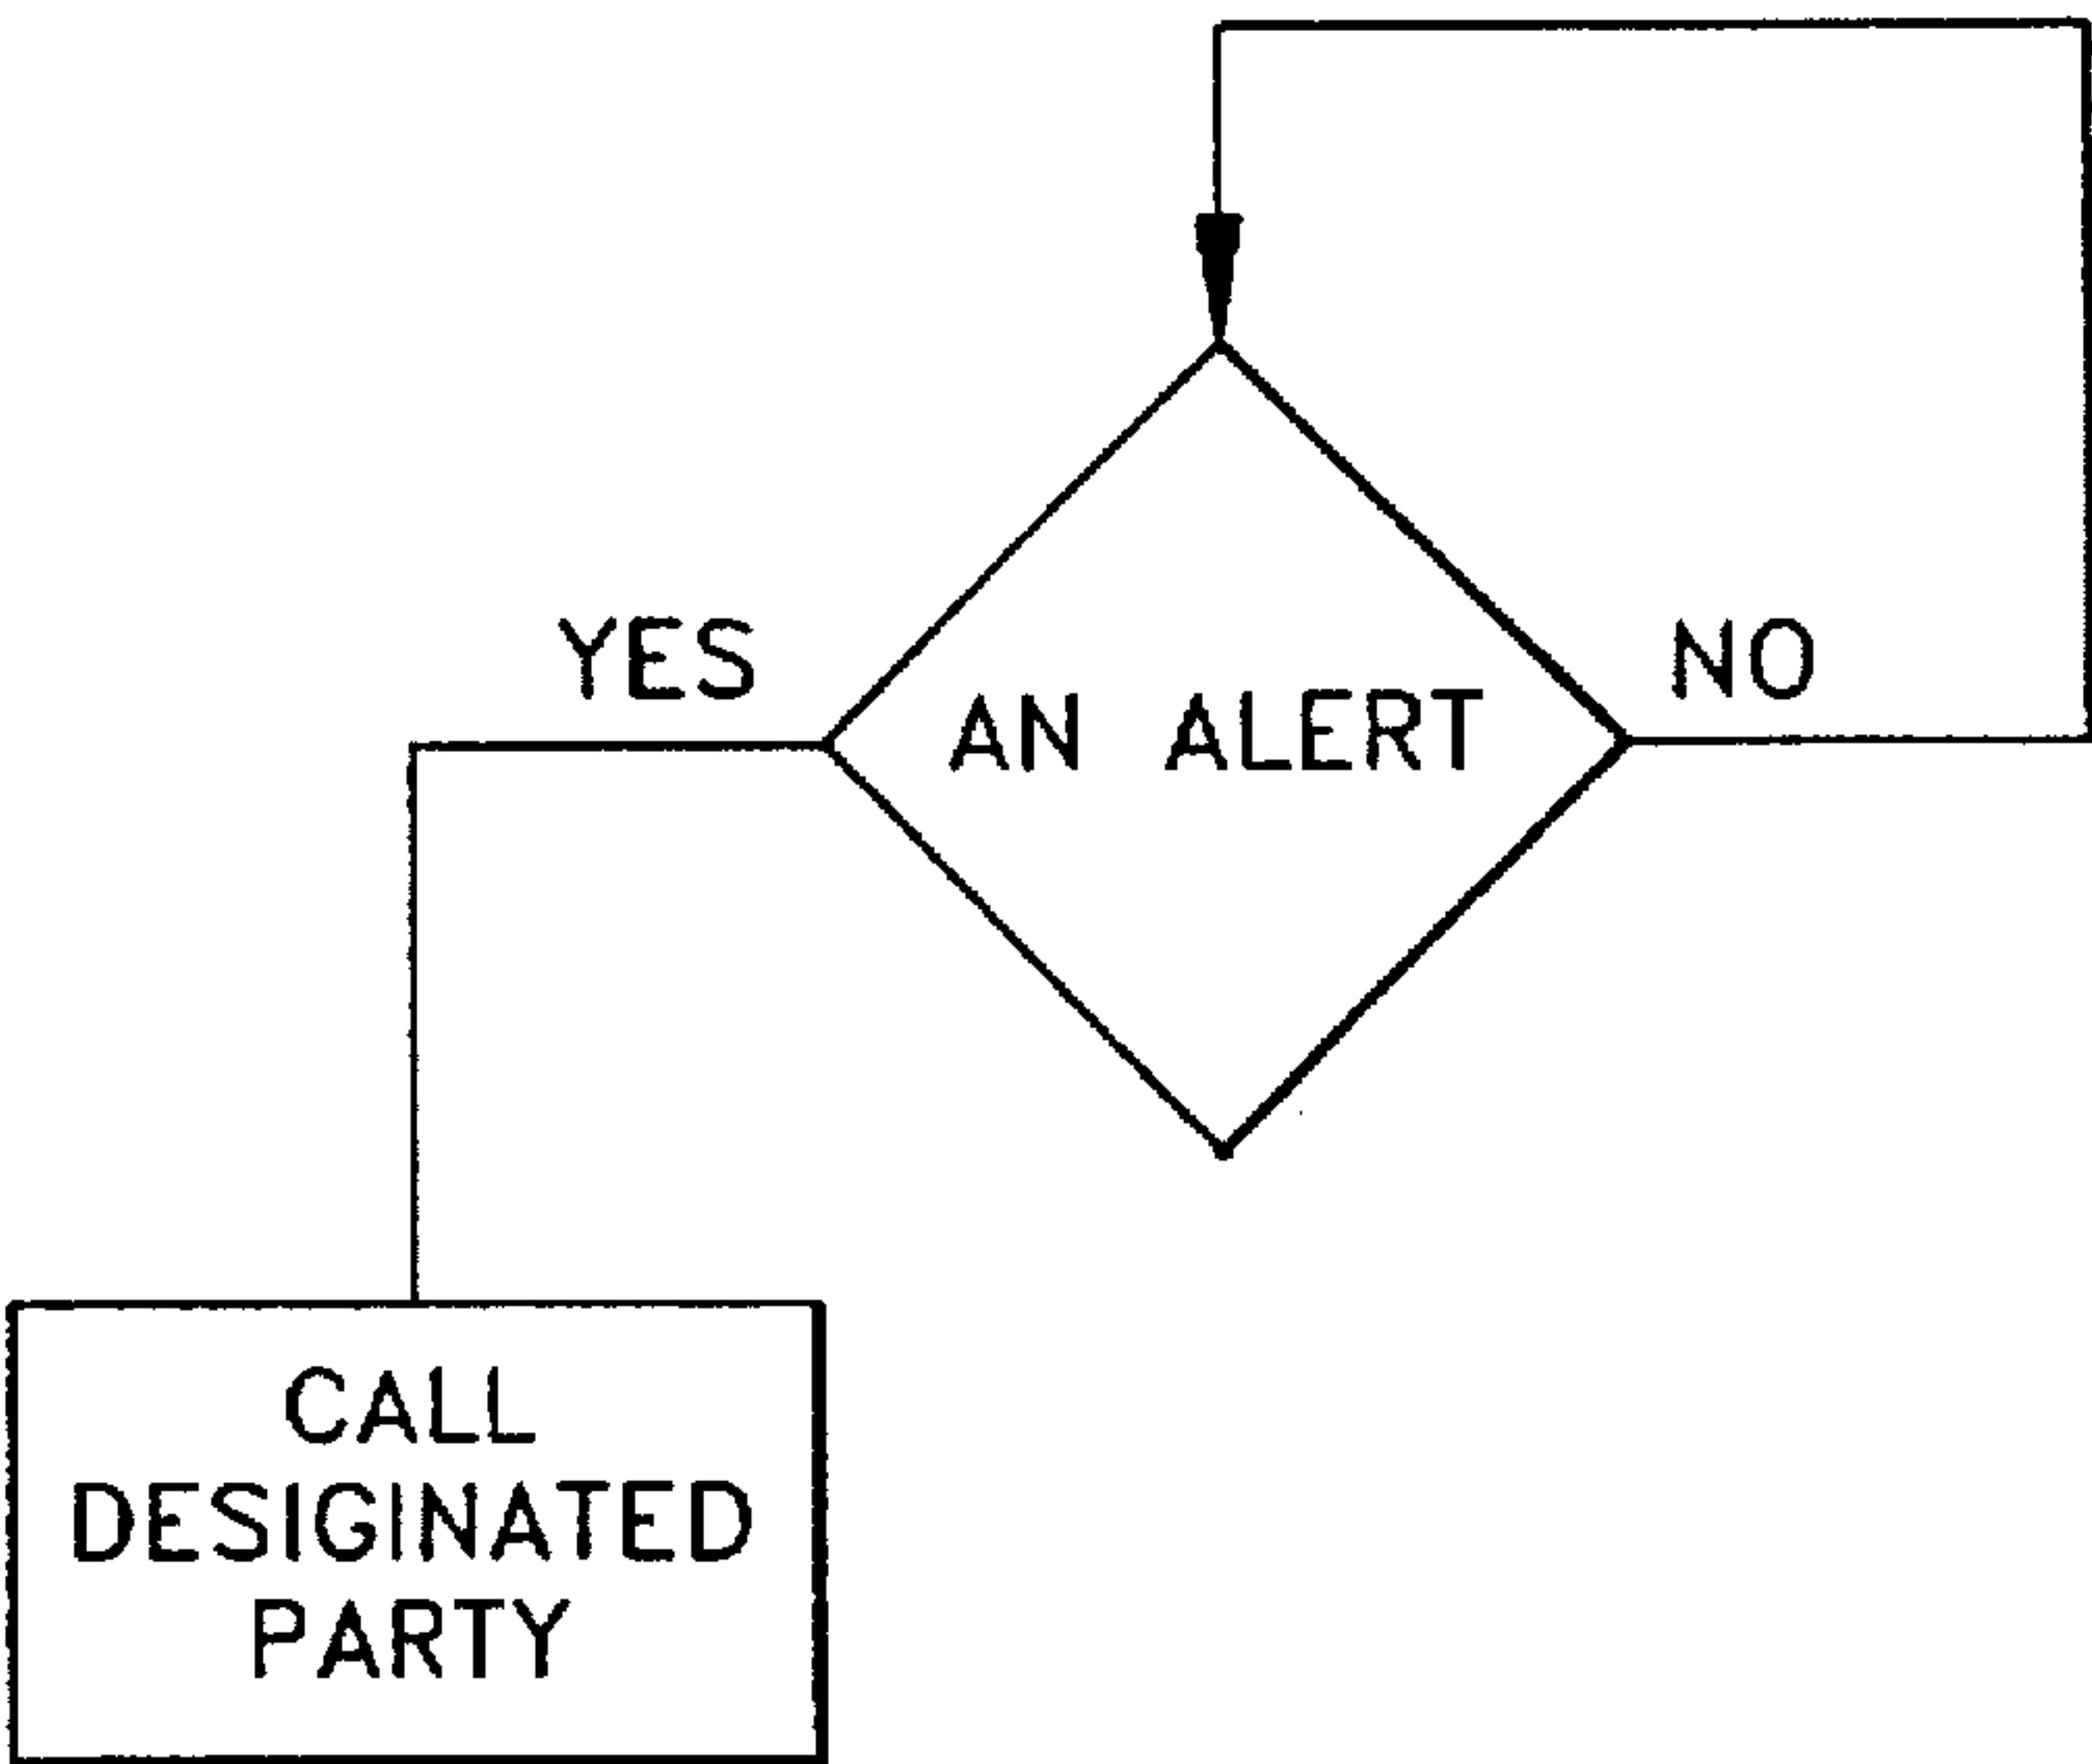 YES
AN ALERT
NO
CALL
DESIGINATED
PARTY